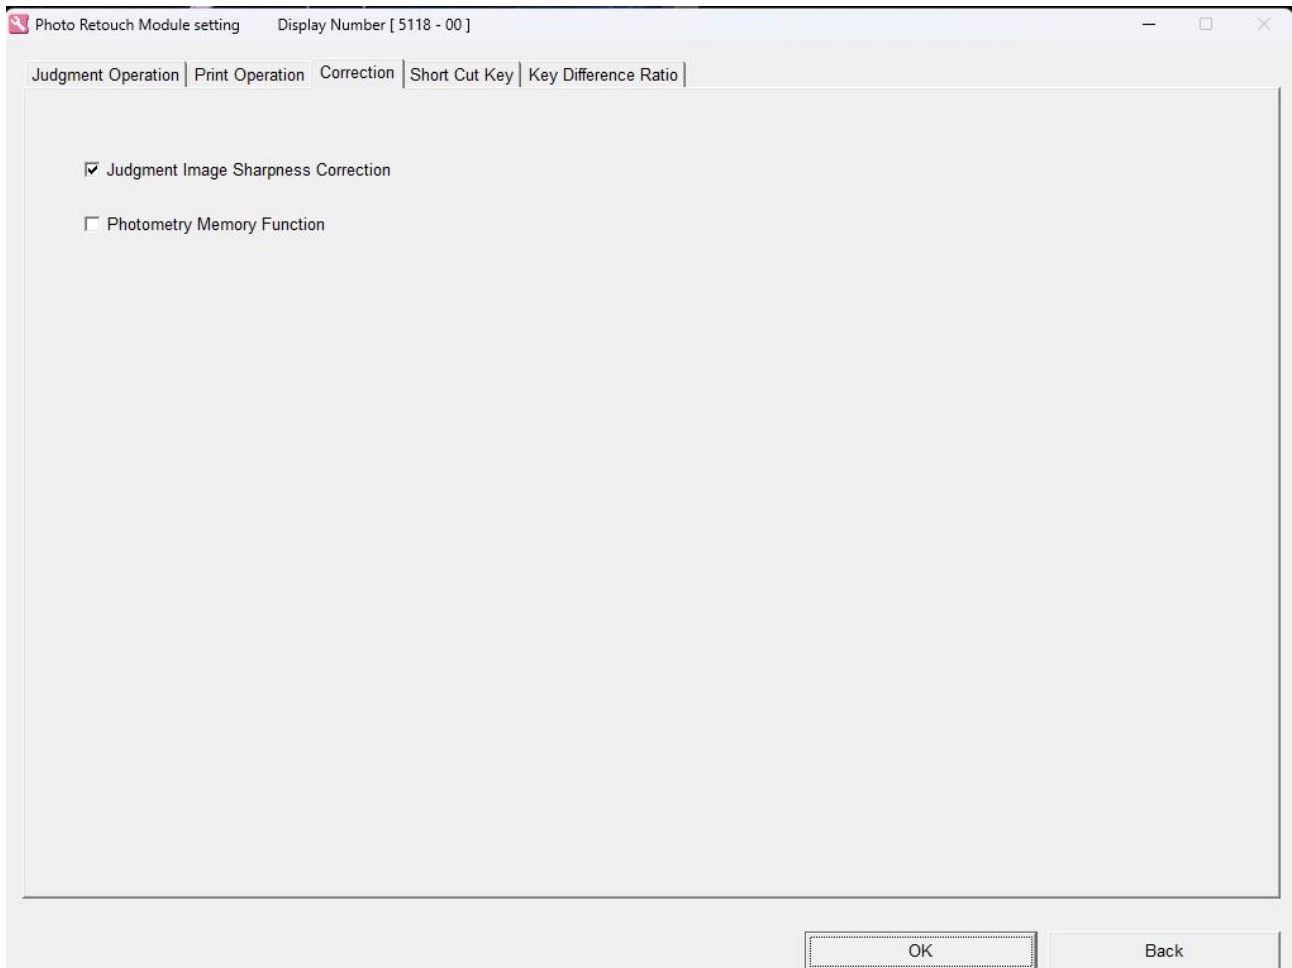 Photo Retouch Module setting Display Number [ 5118 - 00 ]
Judgment Operation Print Operation Correction Short Cut Key Key Difference Ratio
Judgment Image Sharpness Correction
Photometry Memory Function
OK Back